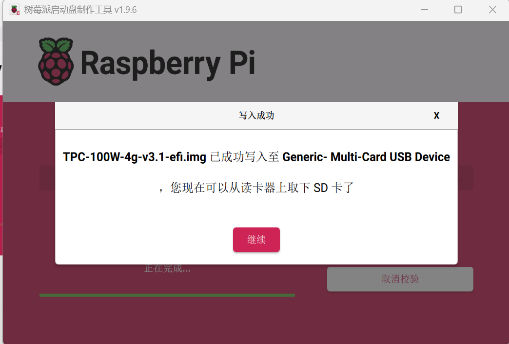 树莓派启动盘制作工具 v1.9.6
Raspberry Pi
写入成功
X
TPC-100W-4g-v3.1-efi.img 已成功写入至 Generic- Multi-Card USB Device
，您现在可以从读卡器上取下 SD 卡了
继续
正在完成...
取消校验